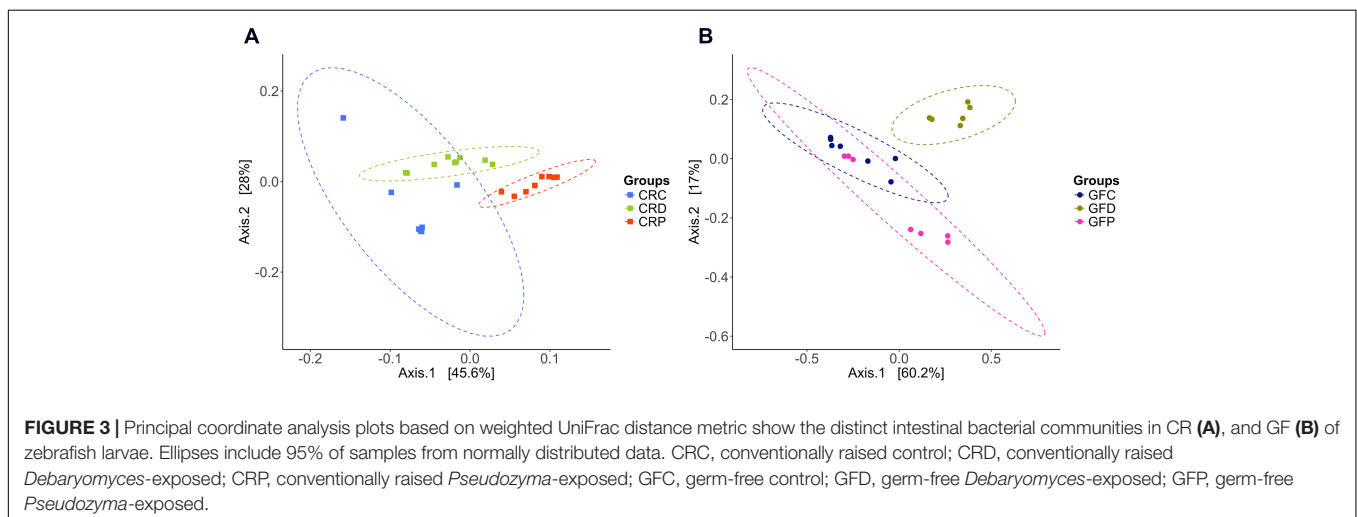 A
B
0.2
0.0
-0.2
Axis.2 [28%]
-0.2
-0.1
0.0
0.1
Axis.1 [45.6%]
Groups
CRC
CRD
CRP
0.2
0.0
-0.2
-0.4
-0.6
Axis.2 [17%]
-0.5
0.0
0.5
Axis.1 [60.2%]
Groups
GFC
GFD
GFP
FIGURE 3 | Principal coordinate analysis plots based on weighted UniFrac distance metric show the distinct intestinal bacterial communities in CR (A), and GF (B) of
zebrafish larvae. Ellipses include 95% of samples from normally distributed data. CRC, conventionally raised control; CRD, conventionally raised
Debaryomyces-exposed; CRP, conventionally raised Pseudozyma-exposed; GFC, germ-free control; GFD, germ-free Debaryomyces-exposed; GFP, germ-free
Pseudozyma-exposed.